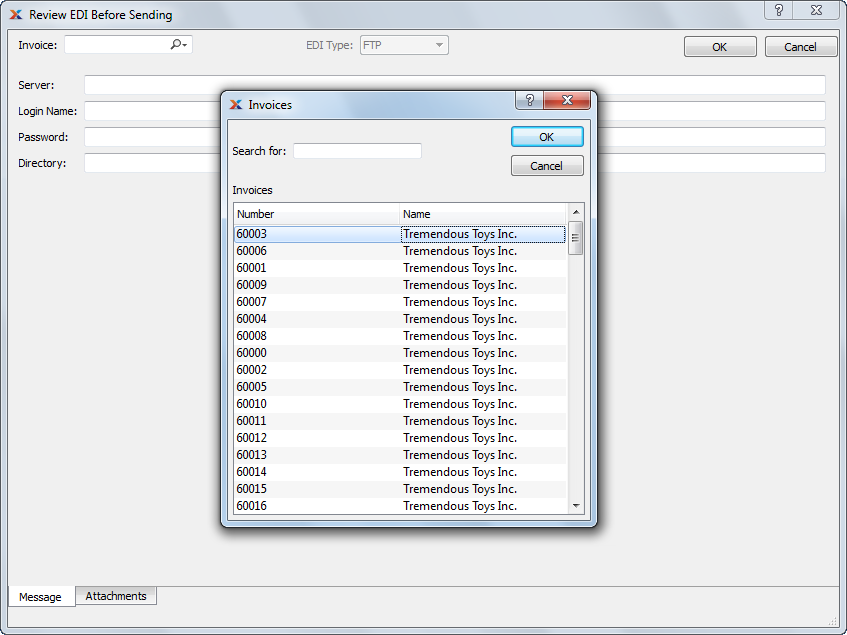 Review EDI Before Sending
Invoice: EDI Type: FTP OK Cancel
Server:
Login Name:
Password:
Directory:
Invoices
OK
Search for:
Cancel
Invoices
Number Name
60003 Tremendous Toys Inc.
60006 Tremendous Toys Inc.
60001 Tremendous Toys Inc.
60009 Tremendous Toys Inc.
60007 Tremendous Toys Inc.
60004 Tremendous Toys Inc.
60008 Tremendous Toys Inc.
60000 Tremendous Toys Inc.
60002 Tremendous Toys Inc.
60005 Tremendous Toys Inc.
60010 Tremendous Toys Inc.
60011 Tremendous Toys Inc.
60012 Tremendous Toys Inc.
60013 Tremendous Toys Inc.
60014 Tremendous Toys Inc.
60015 Tremendous Toys Inc.
60016 Tremendous Toys Inc.
Message Attachments